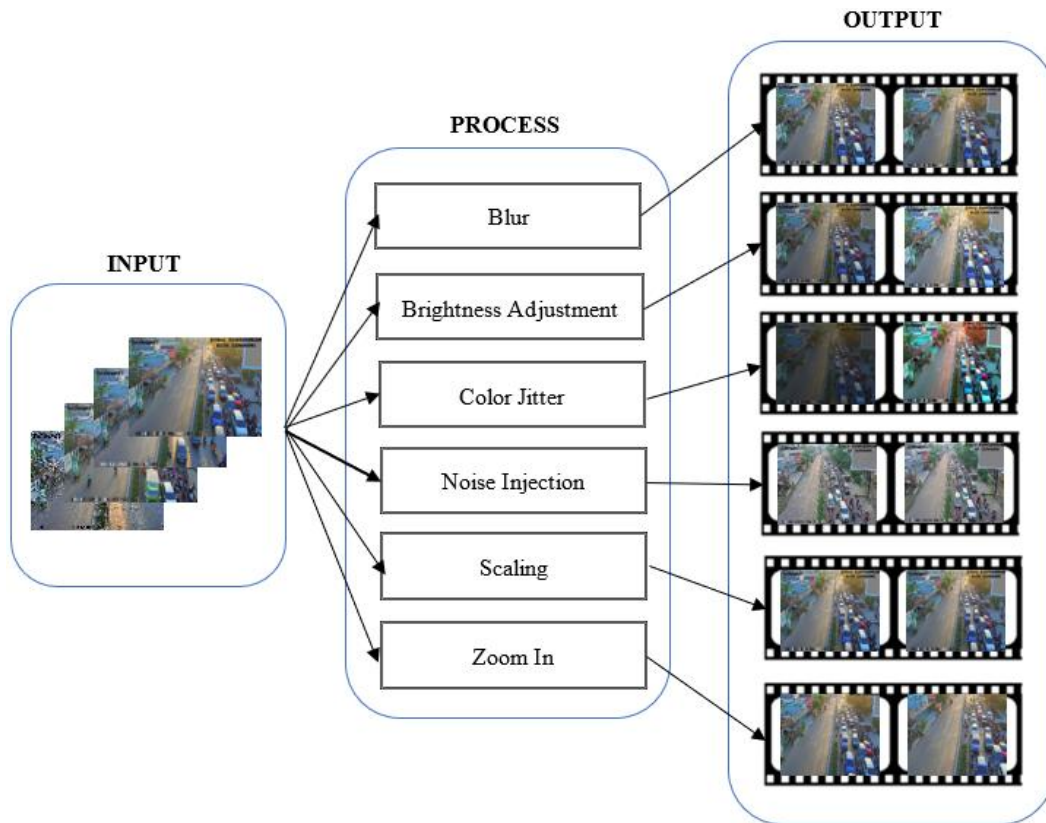 OUTPUT
PROCESS
INPUT
Blur
Brightness Adjustment
Color Jitter
Noise Injection
Scaling
Zoom In